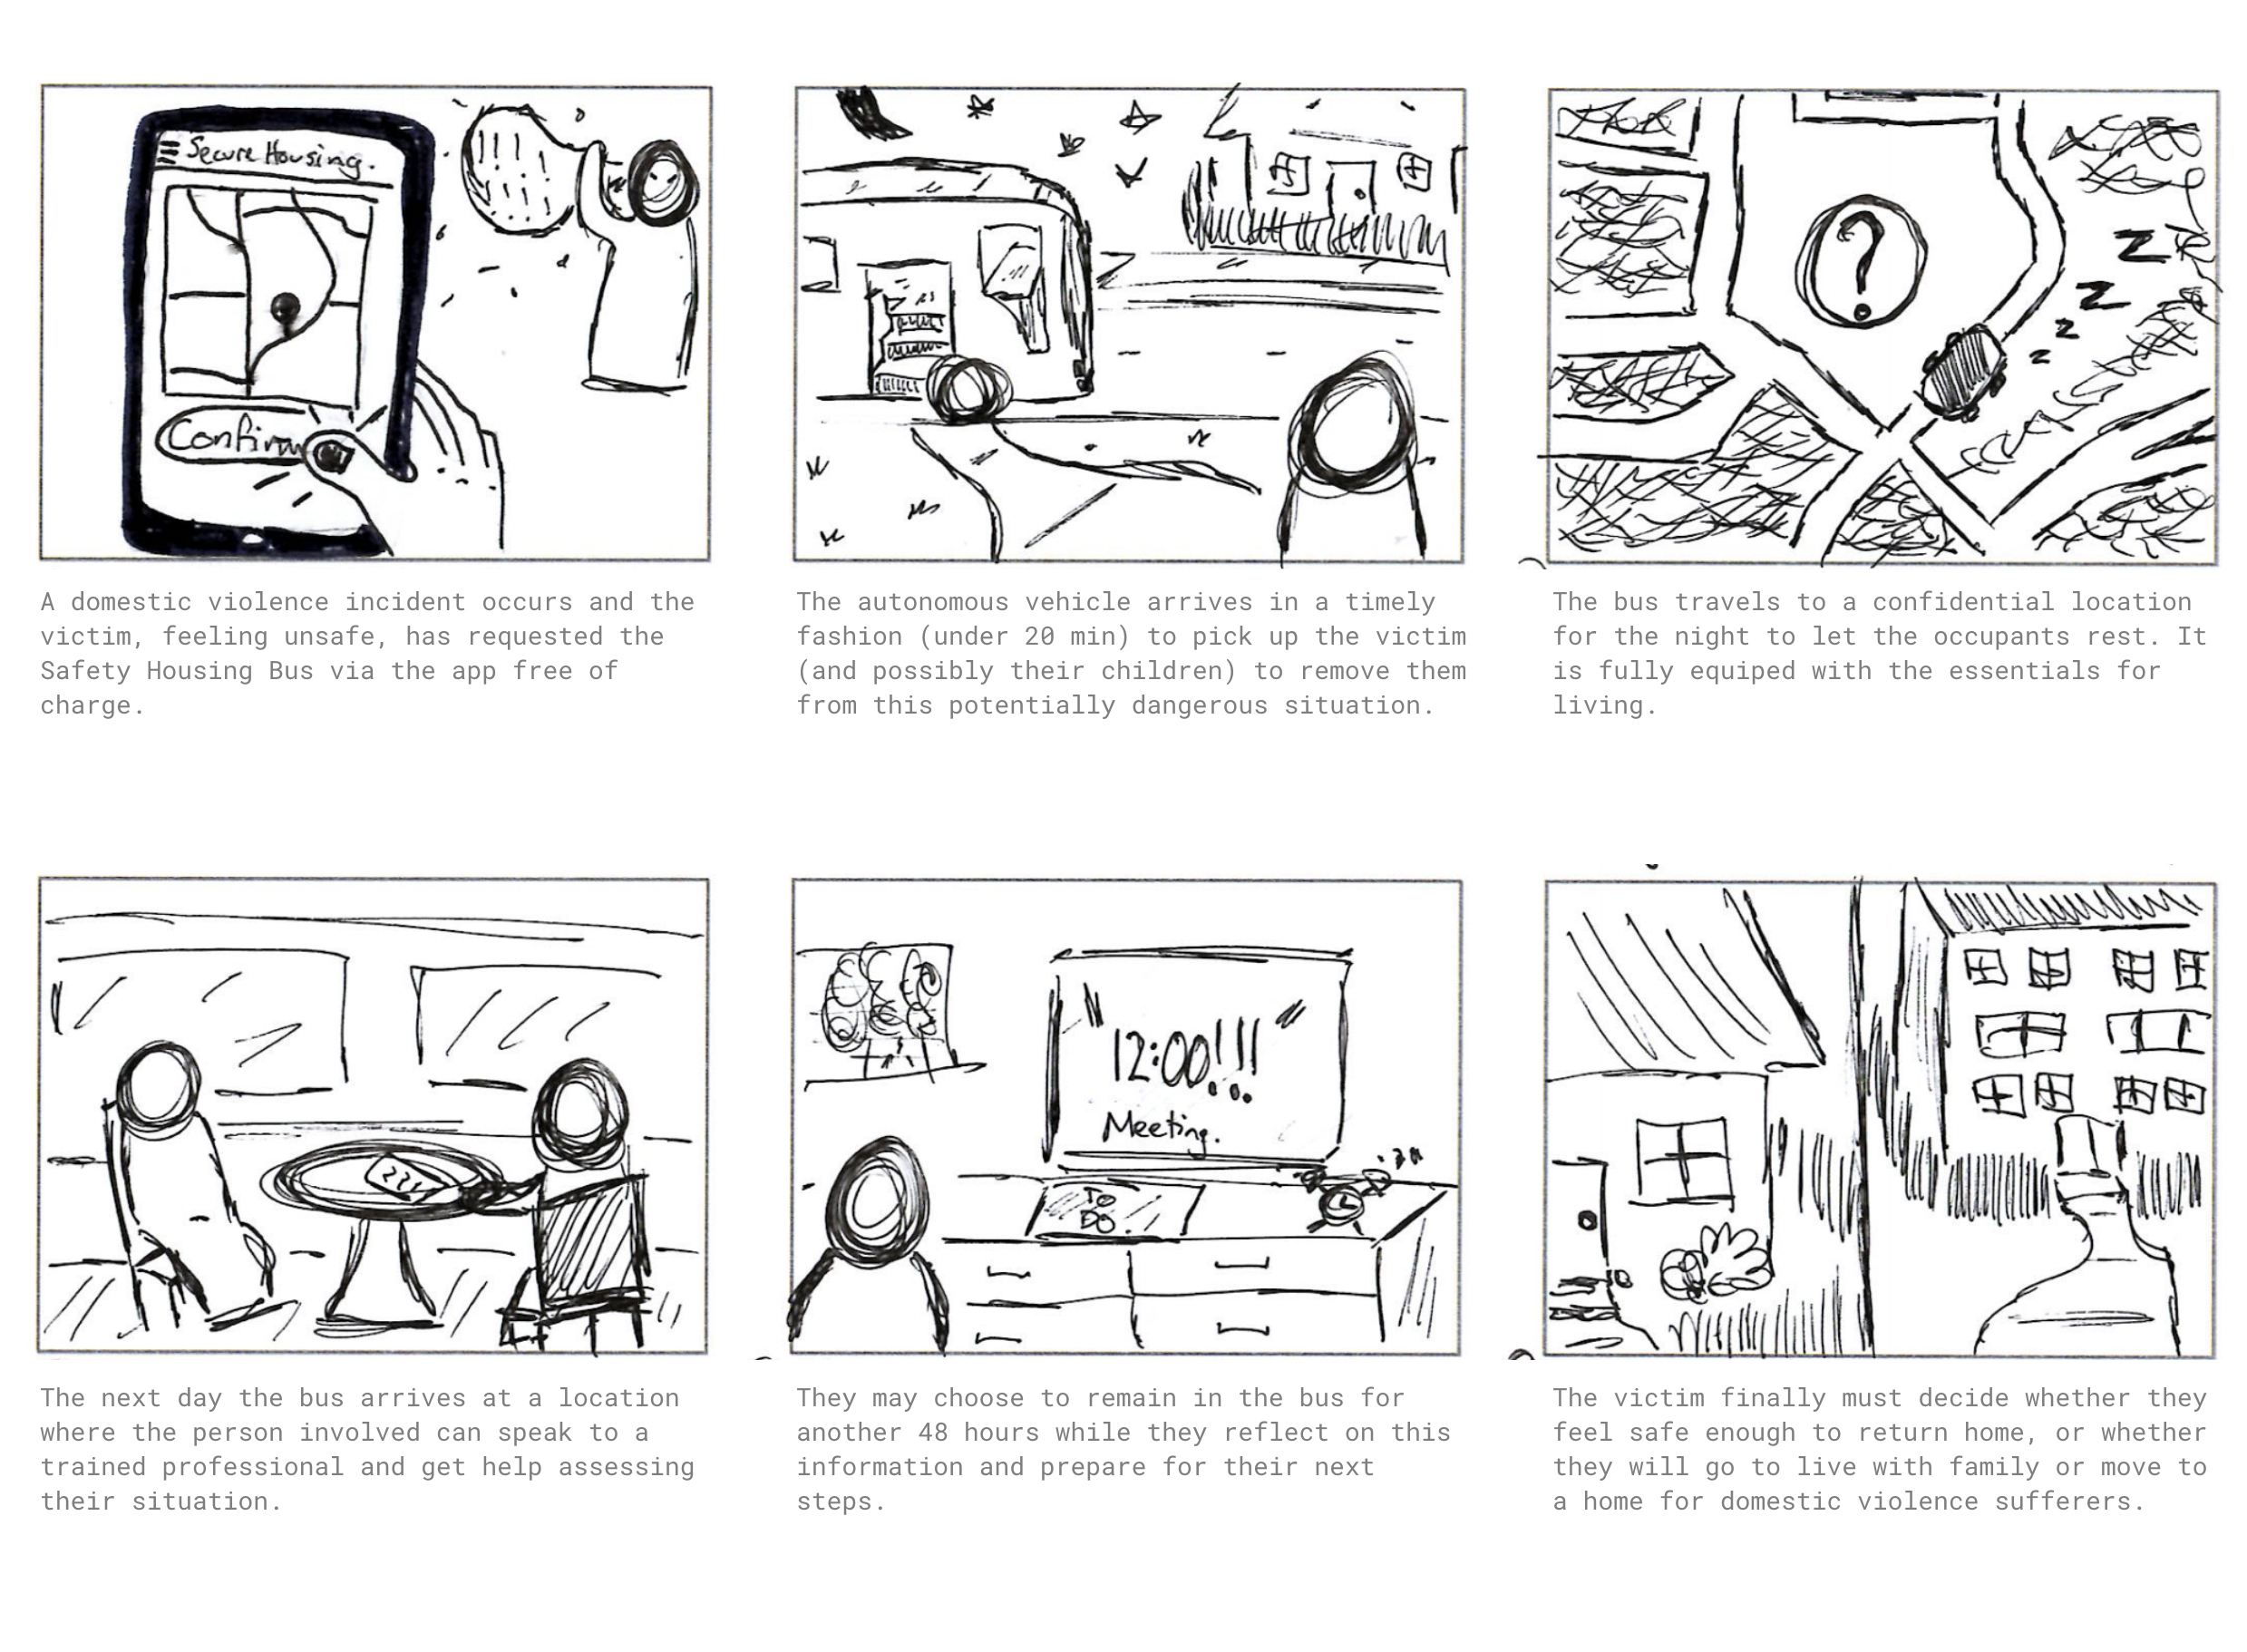 Secure Housing.
Confirm
A domestic violence incident occurs and the
victim, feeling unsafe, has requested the
Safety Housing Bus via the app free of
charge.
The autonomous vehicle arrives in a timely
fashion (under 20 min) to pick up the victim
(and possibly their children) to remove them
from this potentially dangerous situation.
?
z z Z Z
The bus travels to a confidential location
for the night to let the occupants rest. It
is fully equiped with the essentials for
living.
The next day the bus arrives at a location
where the person involved can speak to a
trained professional and get help assessing
their situation.
12:00!!!
Meeting.
TO
DO
They may choose to remain in the bus for
another 48 hours while they reflect on this
information and prepare for their next
steps.
The victim finally must decide whether they
feel safe enough to return home, or whether
they will go to live with family or move to
a home for domestic violence sufferers.